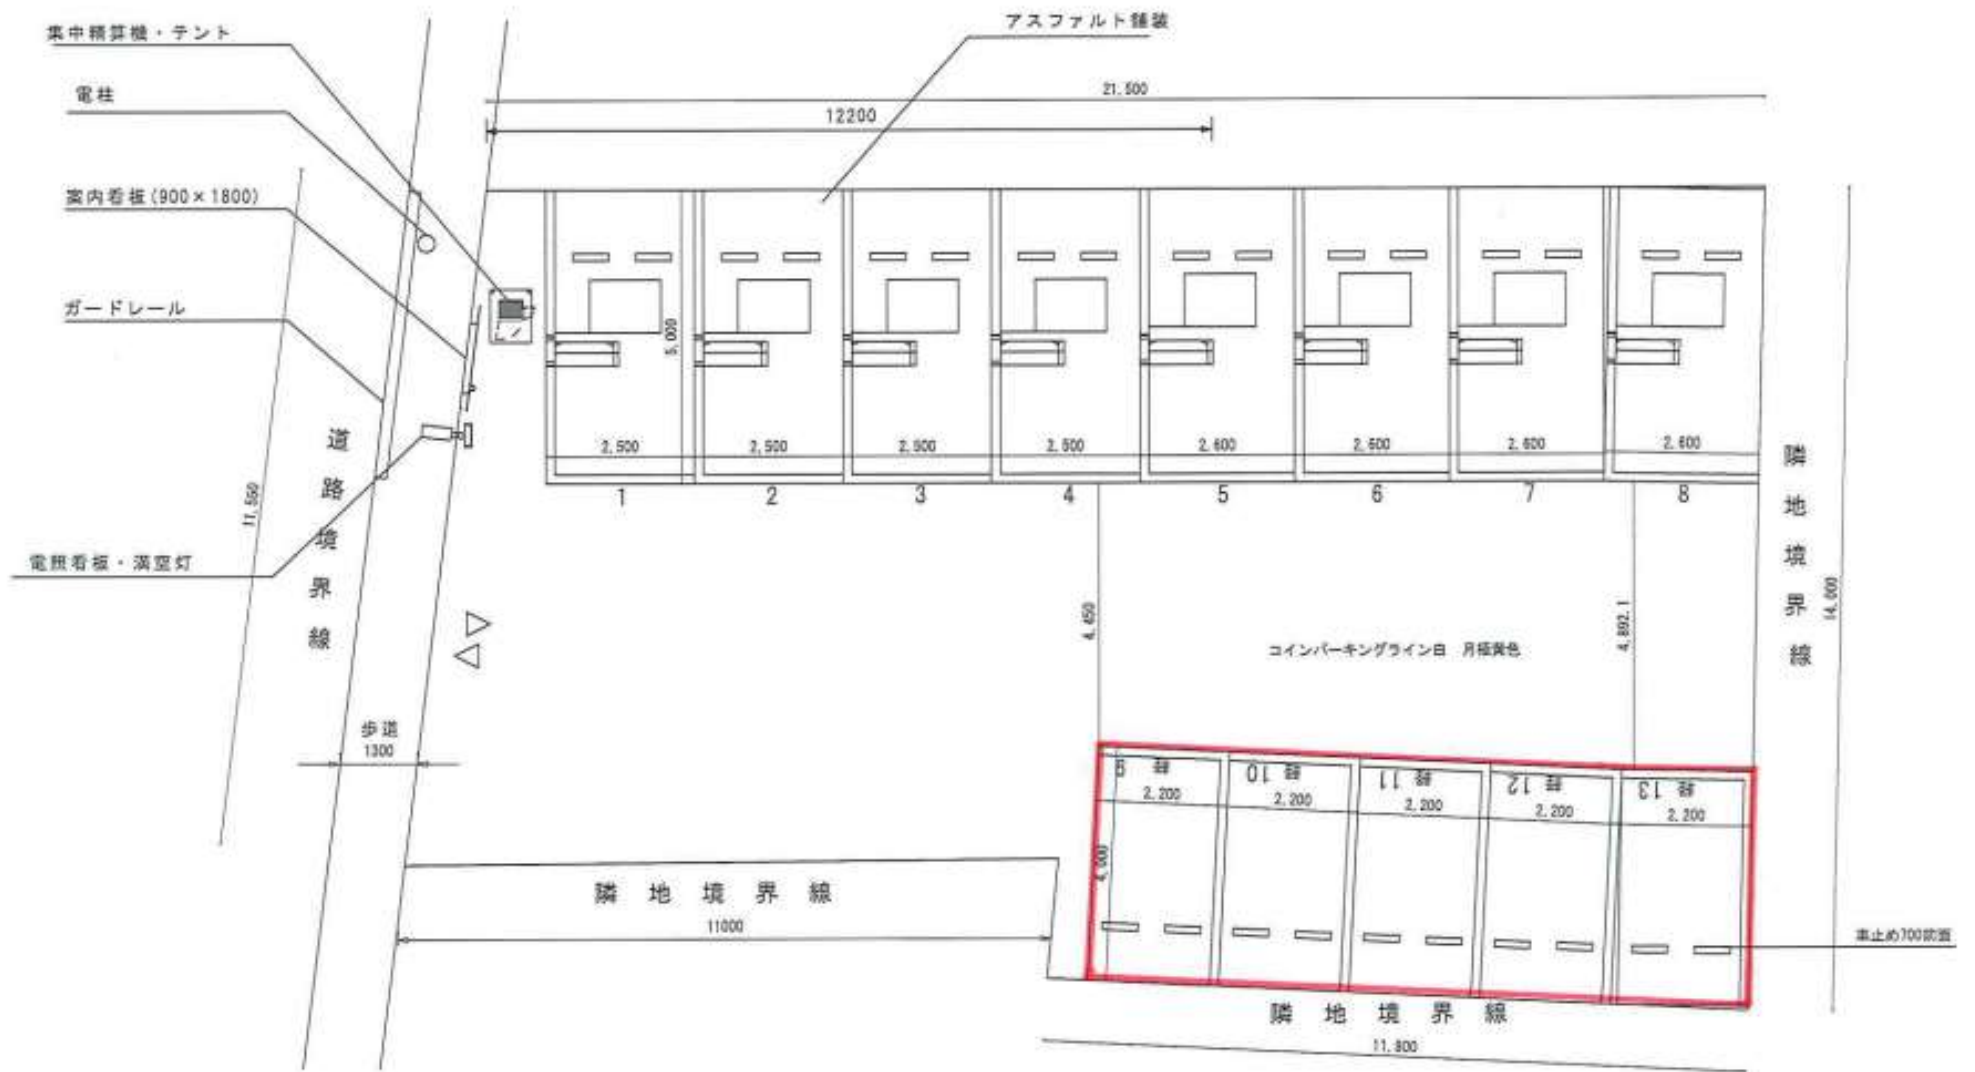 集中精算機・テント
アスファルト舗装
電柱
21,500
12200
案内看板(900×1800)
ガードレール
5,000
2,500
2,500
2,500
2,500
2,600
2,600
2,600
2,600
1
2
3
4
5
6
7
8
道路境界線
11,550
隣地境界線
14,000
電照看板・満空灯
4,450
4,892.1
コインパーキングライン白 月極黄色
歩道
1300
軽 9
軽 10
軽 11
軽 12
軽 13
2,200
2,200
2,200
2,200
2,200
4,000
隣地境界線
11000
車止め700前面
隣地境界線
11,800